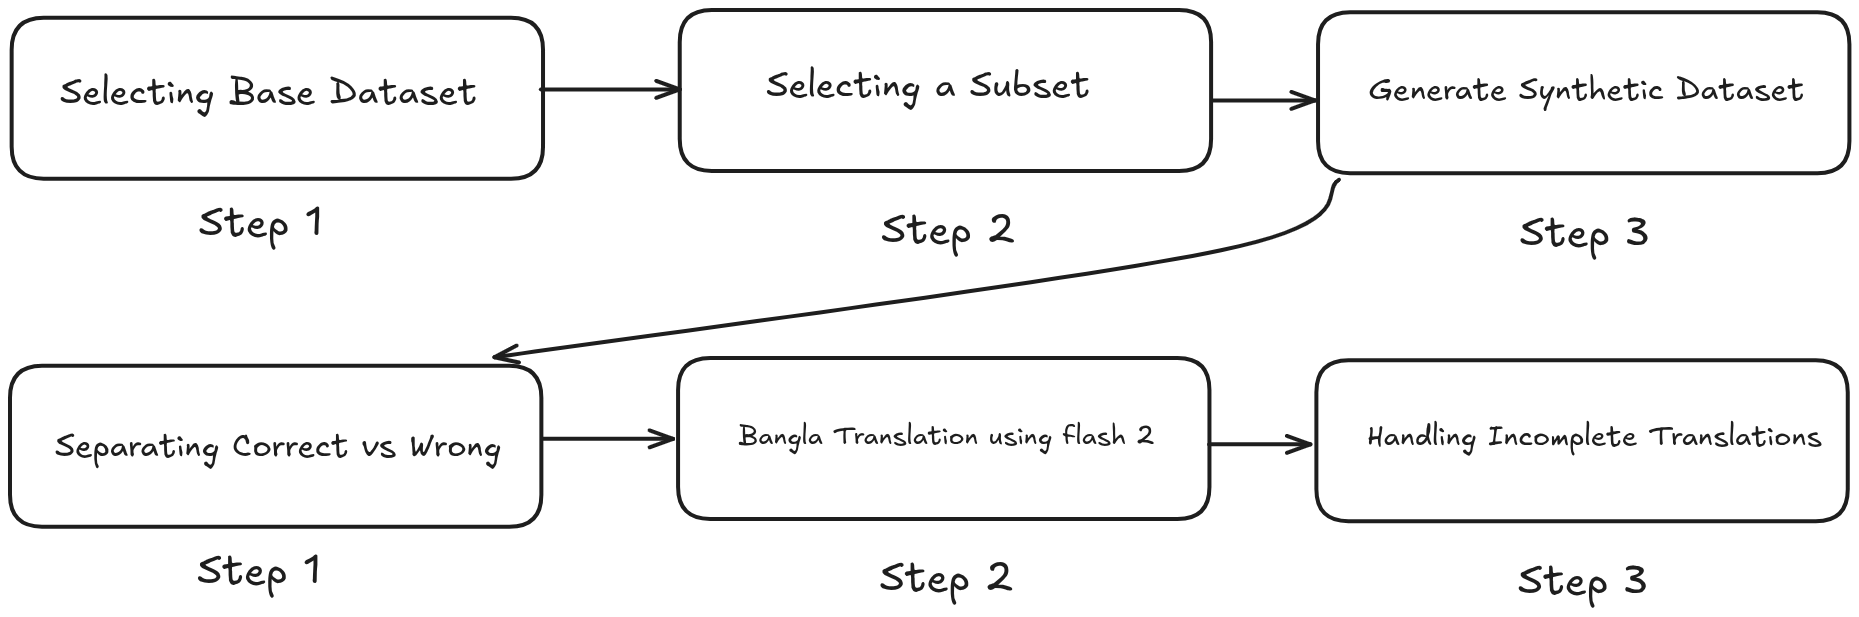 Selecting Base Dataset
Selecting a Subset
Generate Synthetic Dataset
Step 1
Step 2
Step 3
Separating Correct vs Wrong
Bangla Translation using flash 2
Handling Incomplete Translations
Step 1
Step 2
Step 3